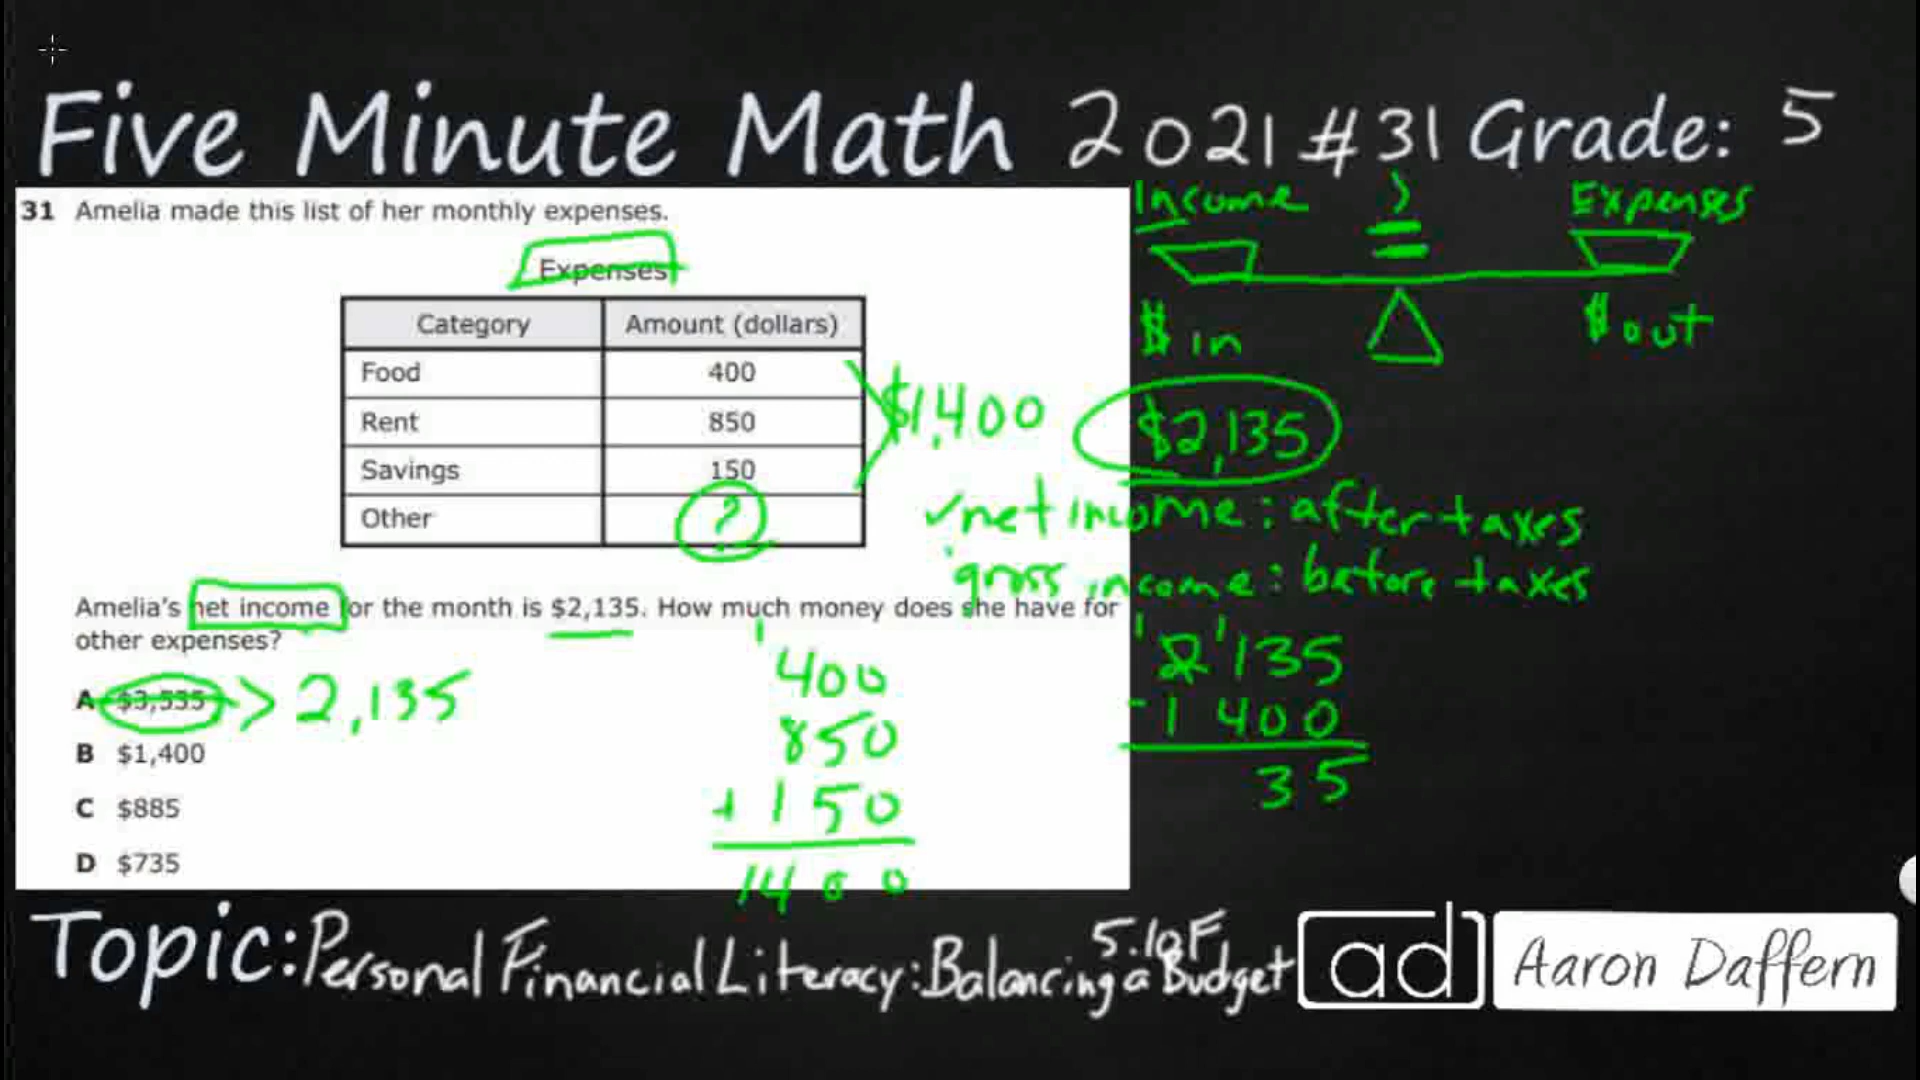 Five Minute Math 2021 #31 Grade: 5
31 Amelia made this list of her monthly expenses.
Expenses
Category Amount (dollars)
Food 400
Rent 850
Savings 150
Other ?
$1,400
Income = Expenses
$ in $ out
$2,135
✓net income: after taxes
gross income: before taxes
Amelia's net income for the month is $2,135. How much money does she have for
other expenses?
A $3,535 > 2,135
B $1,400
C $885
D $735
1
400
850
+ 150
1400
1 1
2135
- 1400
35
Topic: Personal Financial Literacy: Balancing a Budget
5.10F
ad Aaron Daffern